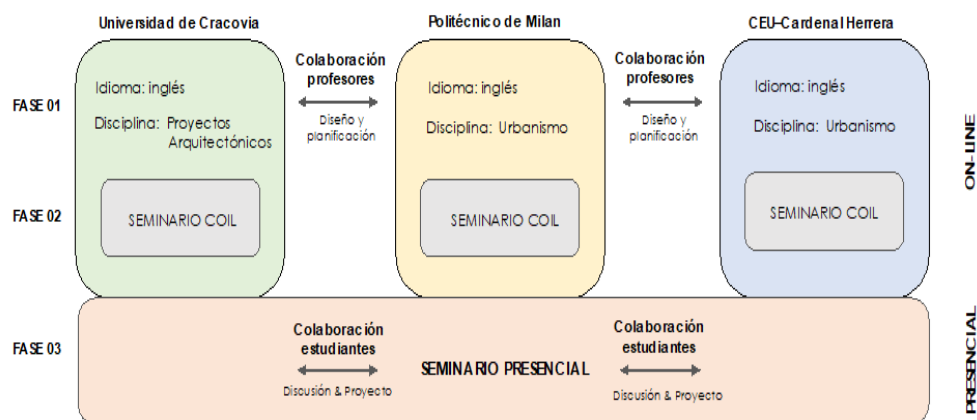 Universidad de Cracovia
Politécnico de Milan
CEU-Cardenal Herrera
FASE 01
Idioma: inglés
Disciplina: Proyectos
Arquitectónicos
Colaboración
profesores
Diseño y
planificación
Idioma: inglés
Disciplina: Urbanismo
Colaboración
profesores
Diseño y
planificación
Idioma: inglés
Disciplina: Urbanismo
ON-LINE
FASE 02
SEMINARIO COIL
SEMINARIO COIL
SEMINARIO COIL
FASE 03
Colaboración
estudiantes
Discusión & Proyecto
SEMINARIO PRESENCIAL
Colaboración
estudiantes
Discusión & Proyecto
PRESENCIAL